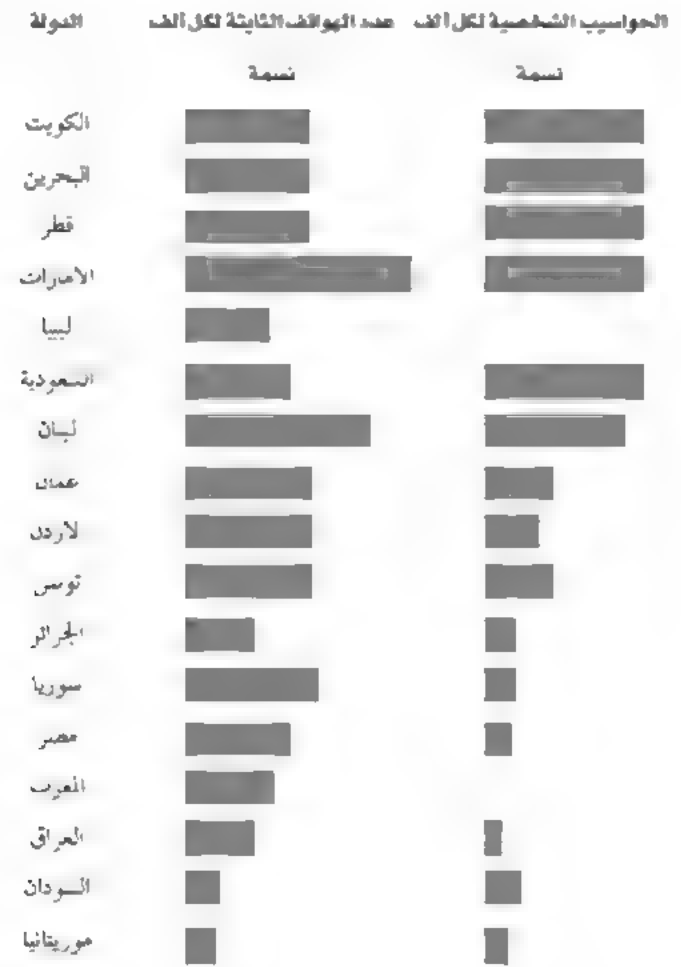 الدولة عدد الهواتف الثابتة لكل ألف نسمة الحواسيب الشخصية لكل ألف نسمة
الكويت
البحرين
قطر
الامارات
ليبيا
السعودية
لبنان
عمان
لاردن
تونس
الجزائر
سوريا
مصر
المغرب
العراق
السودان
موريتانيا